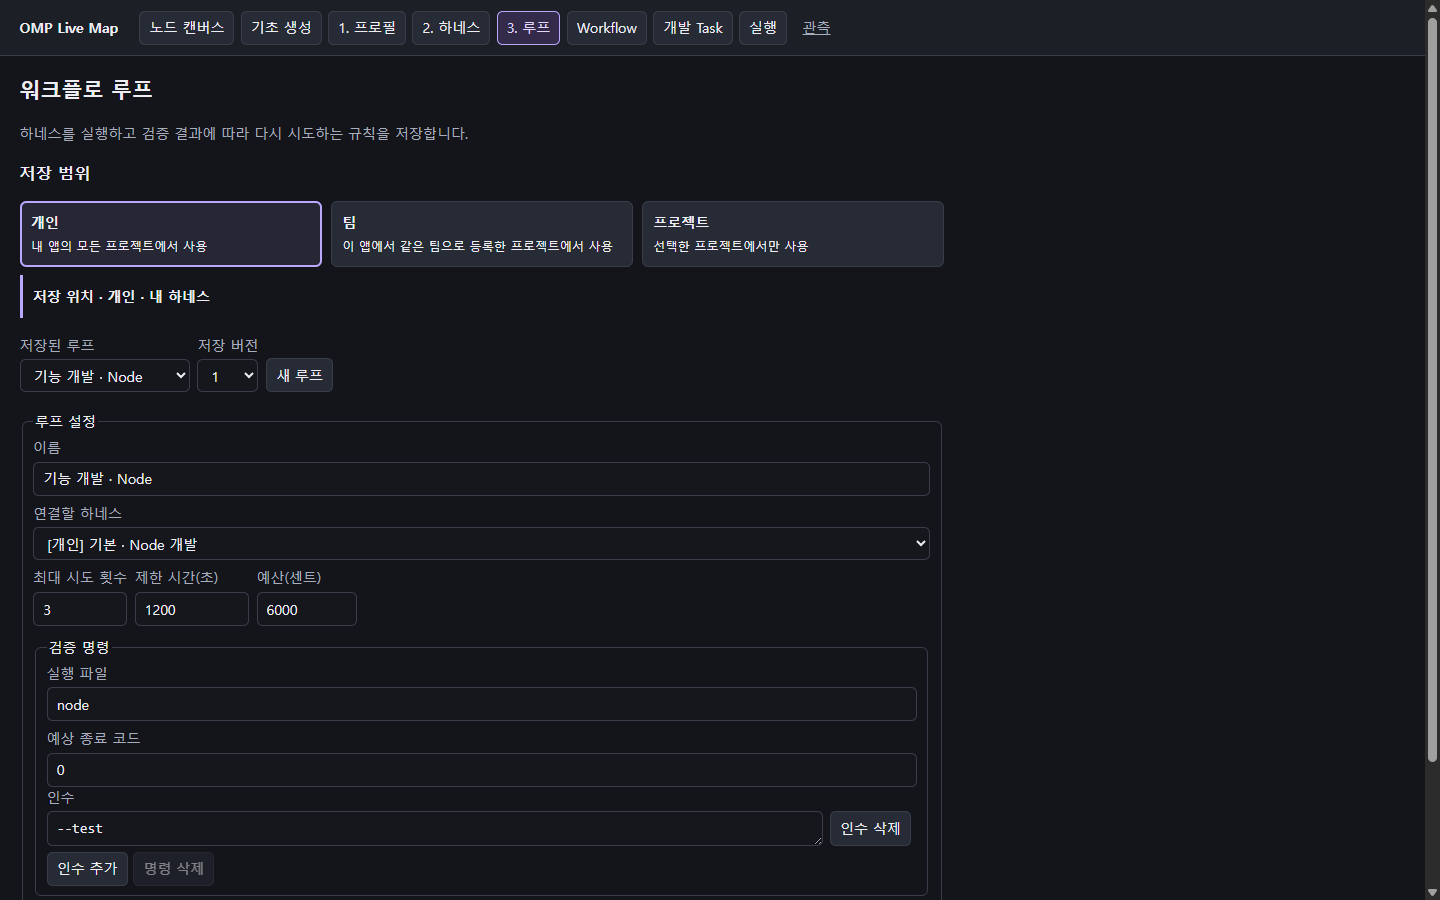 OMP Live Map 노드 캔버스 기초 생성 1. 프로필 2. 하네스 3. 루프 Workflow 개발 Task 실행 관측
워크플로 루프
하네스를 실행하고 검증 결과에 따라 다시 시도하는 규칙을 저장합니다.
저장 범위
개인 팀 프로젝트
내 앱의 모든 프로젝트에서 사용 이 앱에서 같은 팀으로 등록한 프로젝트에서 사용 선택한 프로젝트에서만 사용
저장 위치 · 개인 · 내 하네스
저장된 루프 저장 버전
기능 개발 · Node 1 새 루프
루프 설정
이름
기능 개발 · Node
연결할 하네스
[개인] 기본 · Node 개발
최대 시도 횟수 제한 시간(초) 예산(센트)
3 1200 6000
검증 명령
실행 파일
node
예상 종료 코드
0
인수
--test 인수 삭제
인수 추가 명령 삭제